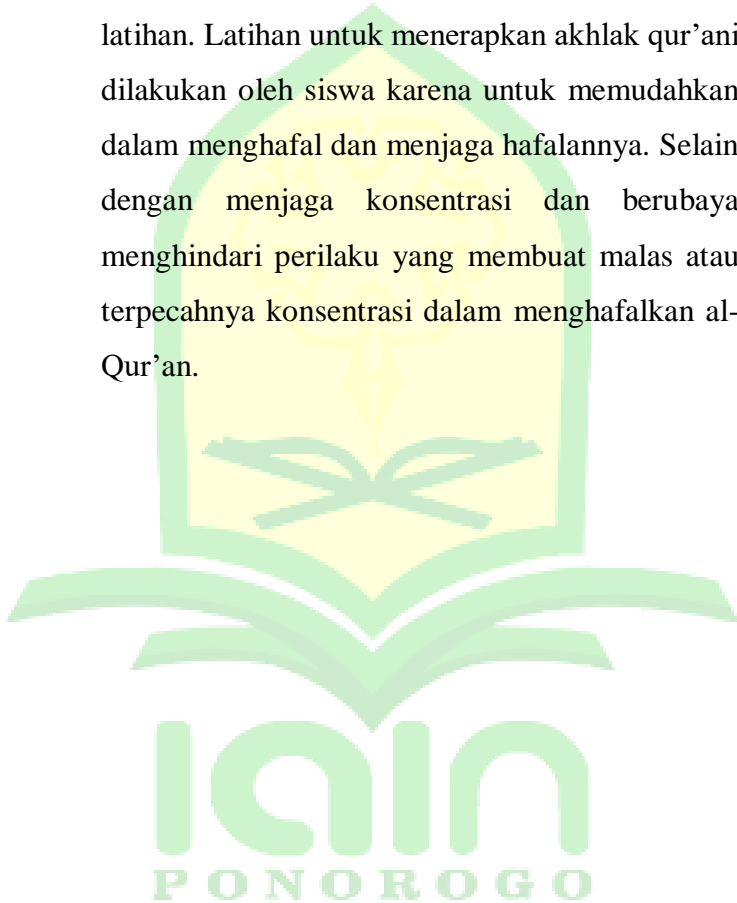 latihan. Latihan untuk menerapkan akhlak qur’ani
dilakukan oleh siswa karena untuk memudahkan
dalam menghafal dan menjaga hafalannya. Selain
dengan menjaga konsentrasi dan berubaya
menghindari perilaku yang membuat malas atau
terpecahnya konsentrasi dalam menghafalkan al-
Qur’an.
iain
PONOROGO